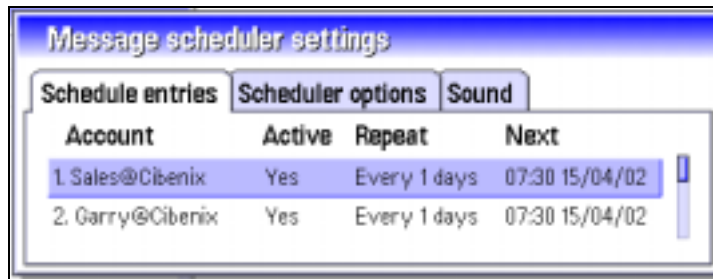 Message scheduler settings
Schedule entries Scheduler options Sound
Account Active Repeat Next
1. Sales@Cibenix Yes Every 1 days 07:30 15/04/02
2. Garry@Cibenix Yes Every 1 days 07:30 15/04/02